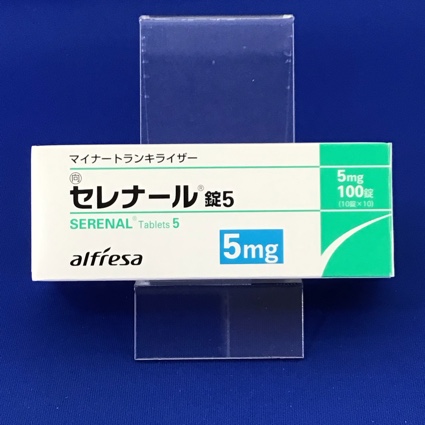 マイナートランキライザー
向
セレナール®錠5
SERENAL® Tablets 5
5mg
alfresa
5mg
100錠
(10錠×10)